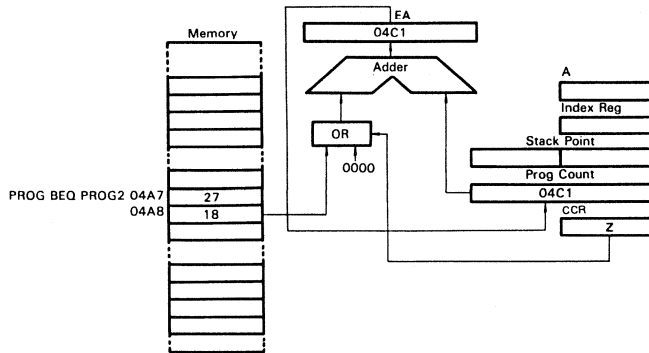 EA
Memory
04C1
Adder
A
Index Reg
OR
Stack Point
0000
Prog Count
PROG BEQ PROG2 04A7
27
04C1
04A8
18
CCR
Z